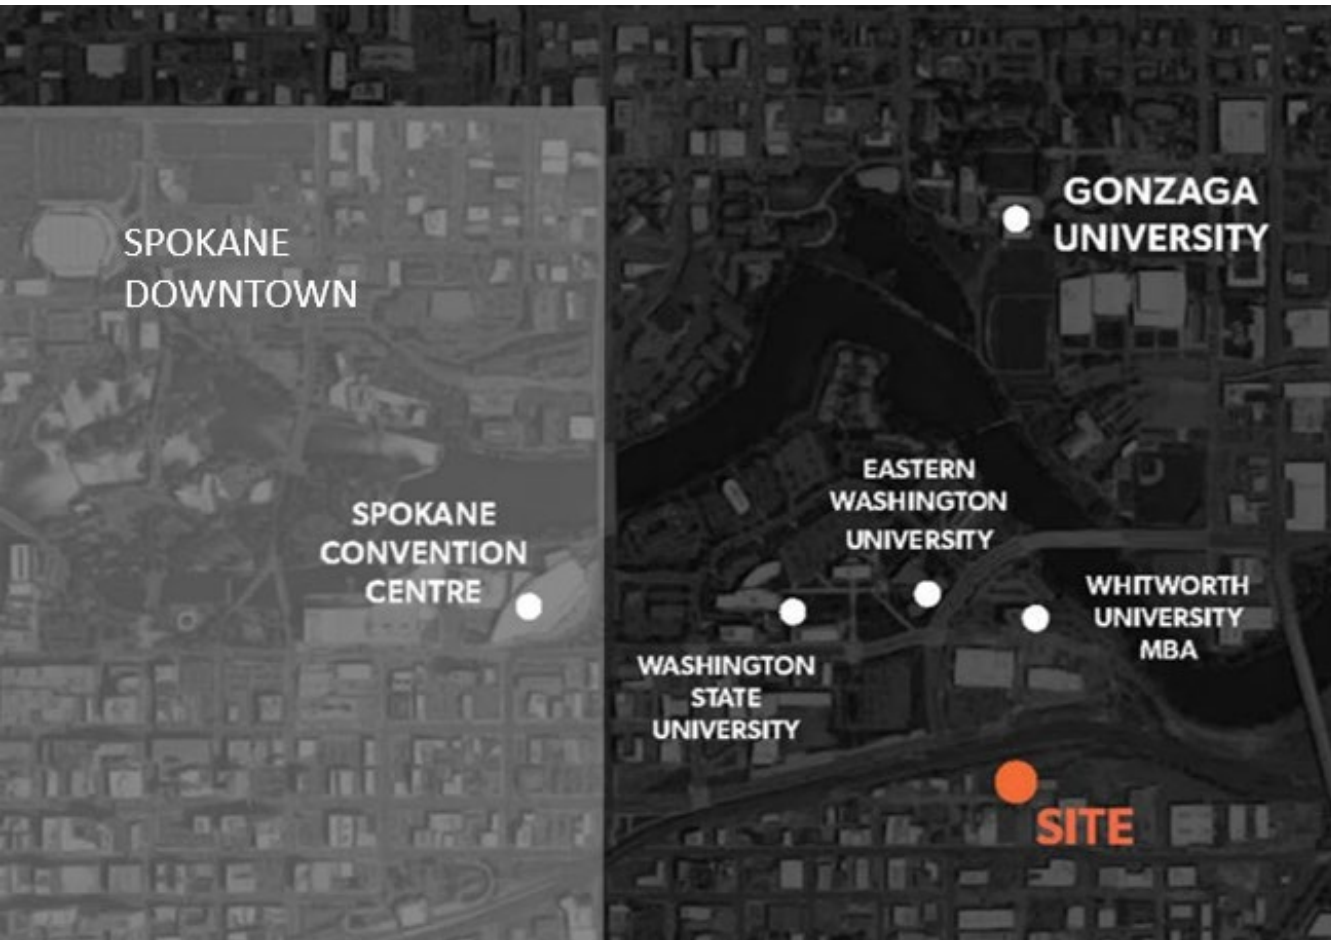 GONZAGA
UNIVERSITY
SPOKANE
DOWNTOWN
EASTERN
WASHINGTON
UNIVERSITY
SPOKANE
CONVENTION
CENTRE
WHITWORTH
UNIVERSITY
MBA
WASHINGTON
STATE
UNIVERSITY
SITE